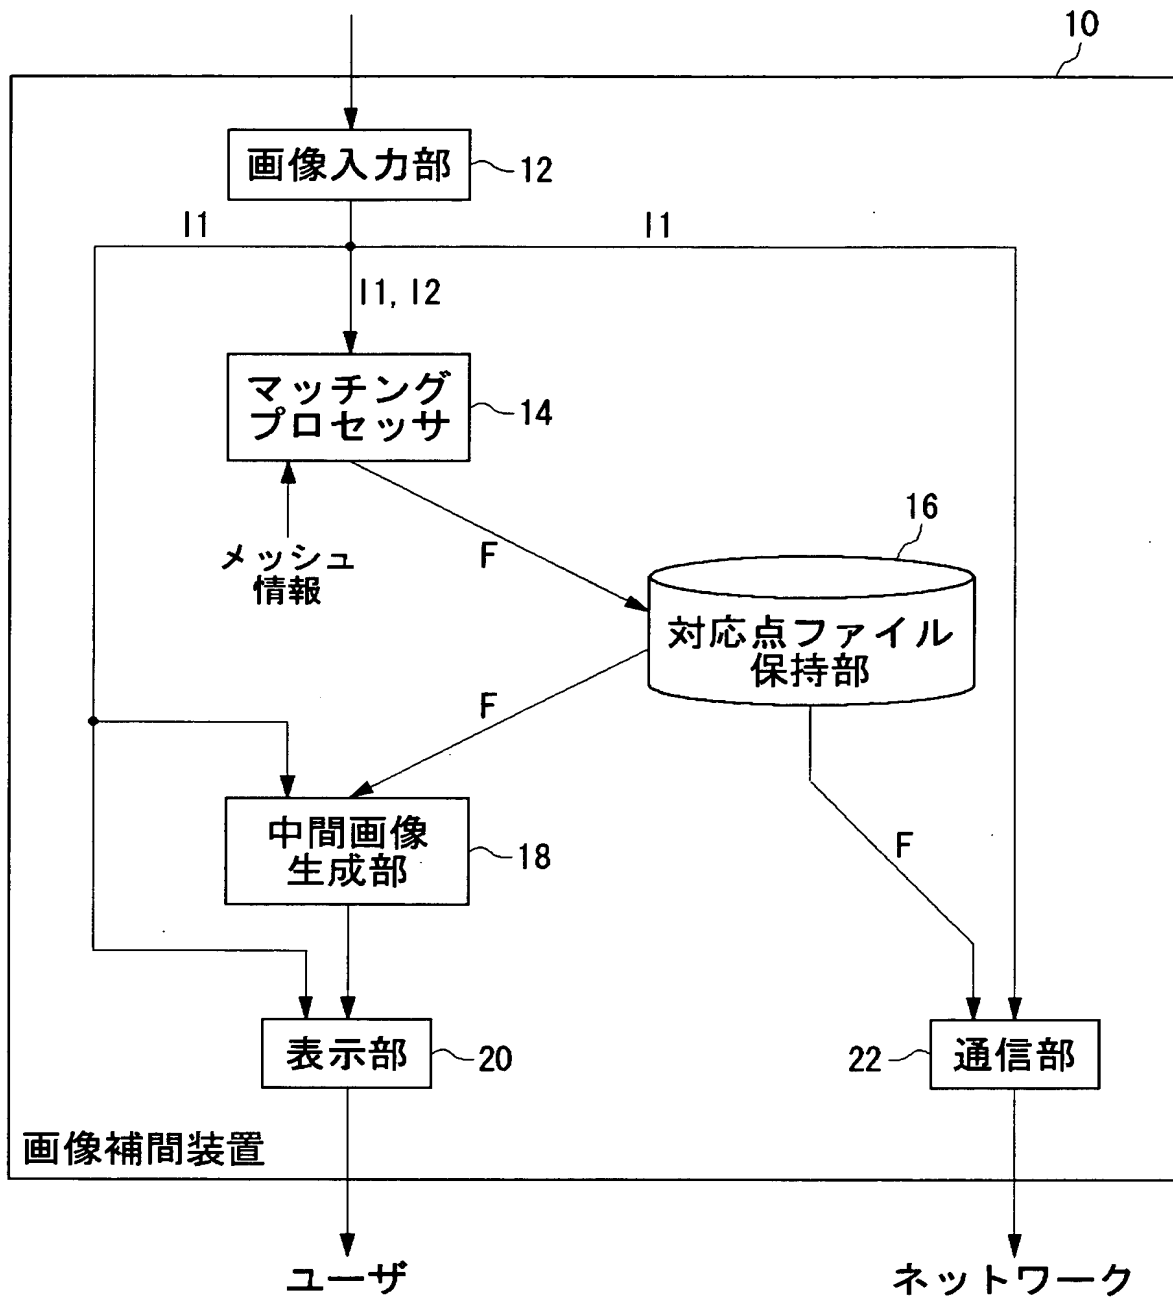 10
画像入力部
12
I1
I1
I1, I2
マッチング
プロセッサ
14
メッシュ
情報
F
16
対応点ファイル
保持部
F
中間画像
生成部
18
F
表示部
20
22
通信部
画像補間装置
ユーザ
ネットワーク